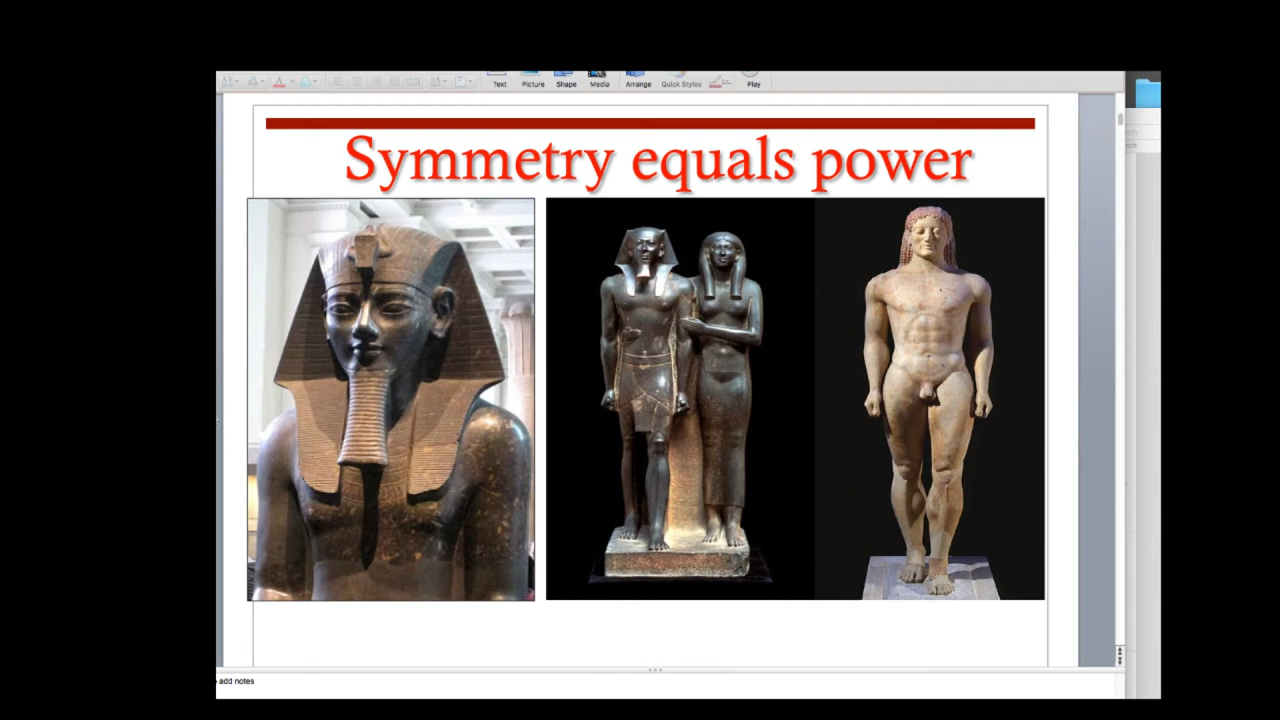 Text Picture Shape Media Arrange Quick Styles Play
Symmetry equals power
add notes